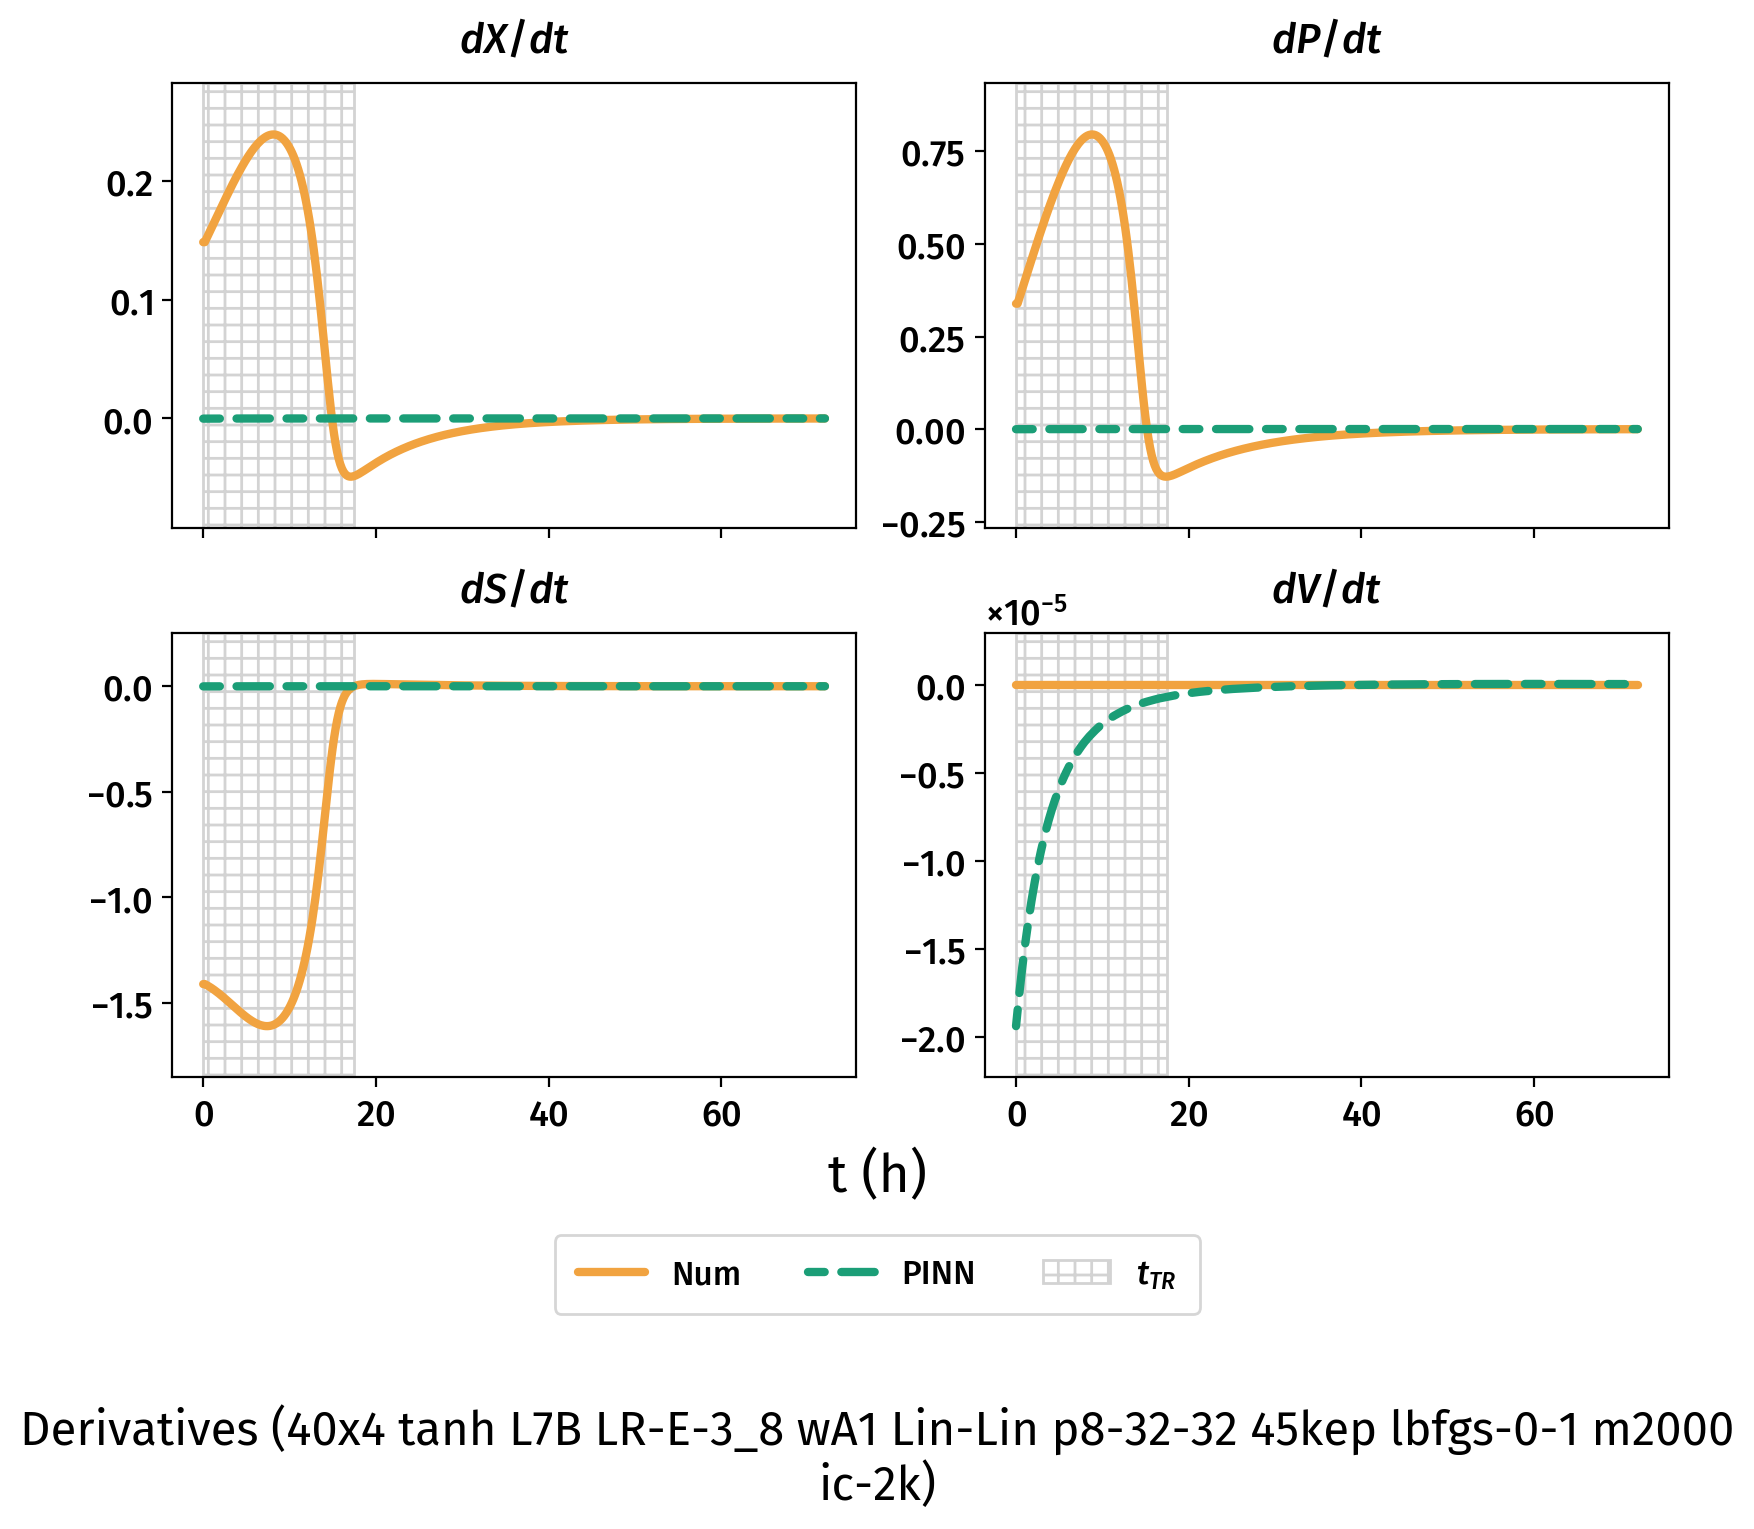 dX/dt
dP/dt
0.2
0.1
0.0
0.75
0.50
0.25
0.00
−0.25
dS/dt
dV/dt
×10⁻⁵
0.0
−0.5
−1.0
−1.5
0.0
−0.5
−1.0
−1.5
−2.0
0 20 40 60
0 20 40 60
t (h)
Num PINN t_TR
Derivatives (40x4 tanh L7B LR-E-3_8 wA1 Lin-Lin p8-32-32 45kep lbfgs-0-1 m2000
ic-2k)